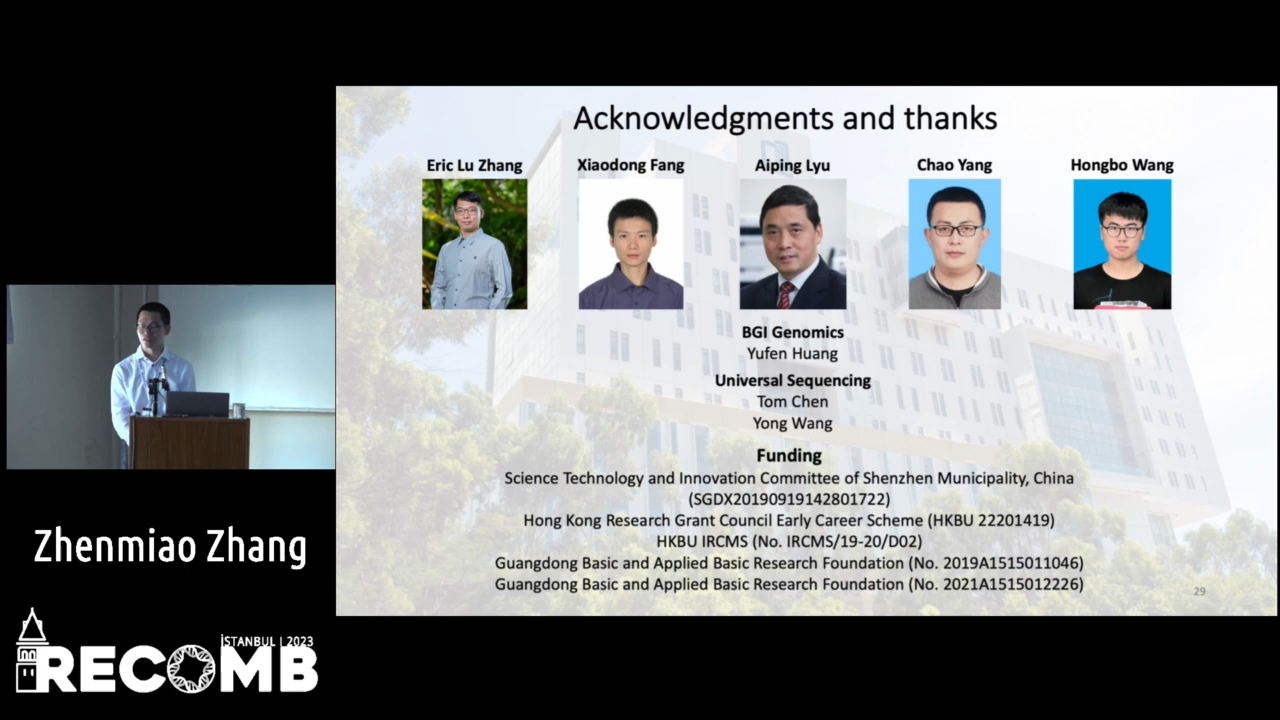 Acknowledgments and thanks
Eric Lu Zhang
Xiaodong Fang
Aiping Lyu
Chao Yang
Hongbo Wang
BGI Genomics
Yufen Huang
Universal Sequencing
Tom Chen
Yong Wang
Funding
Science Technology and Innovation Committee of Shenzhen Municipality, China
(SGDX20190919142801722)
Hong Kong Research Grant Council Early Career Scheme (HKBU 22201419)
HKBU IRCMS (No. IRCMS/19-20/D02)
Guangdong Basic and Applied Basic Research Foundation (No. 2019A1515011046)
Guangdong Basic and Applied Basic Research Foundation (No. 2021A1515012226)
29
Zhenmiao Zhang
İSTANBUL | 2023
RECOMB